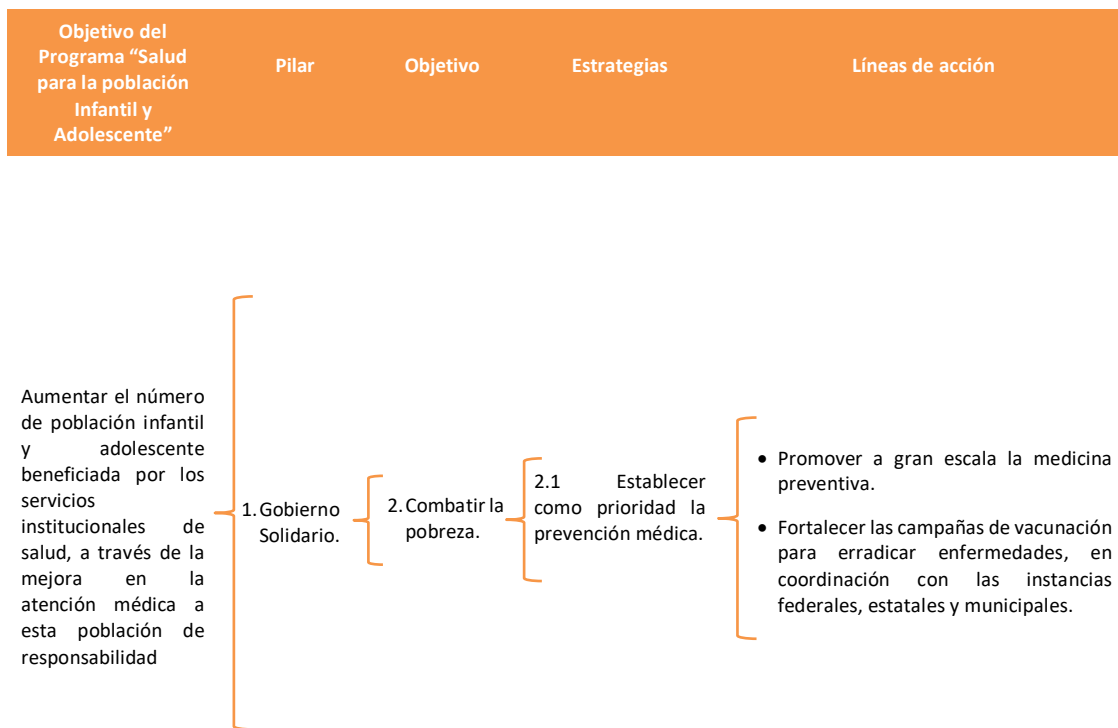 Objetivo del
Programa “Salud
para la población
Infantil y
Adolescente”
Pilar
Objetivo
Estrategias
Líneas de acción
Aumentar el número
de población infantil
y adolescente
beneficiada por los
servicios
institucionales de
salud, a través de la
mejora en la
atención médica a
esta población de
responsabilidad
1. Gobierno
Solidario.
2. Combatir la
pobreza.
2.1 Establecer
como prioridad la
prevención médica.
• Promover a gran escala la medicina
preventiva.
• Fortalecer las campañas de vacunación
para erradicar enfermedades, en
coordinación con las instancias
federales, estatales y municipales.